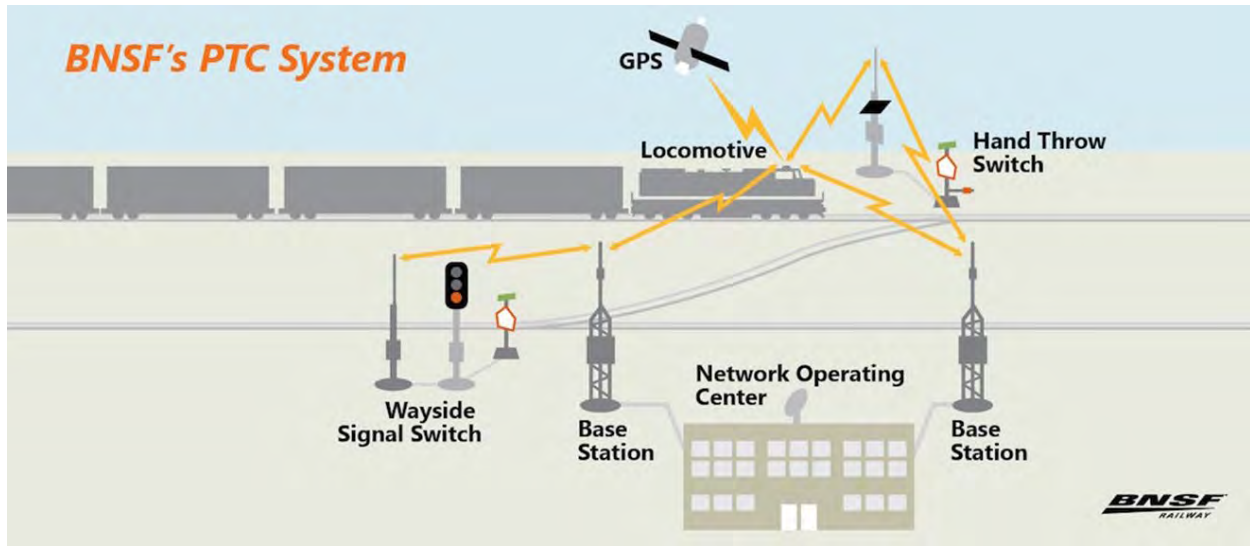 BNSF's PTC System
GPS
Locomotive
Hand Throw
Switch
Wayside
Signal Switch
Base
Station
Network Operating
Center
Base
Station
BNSF
RAILWAY